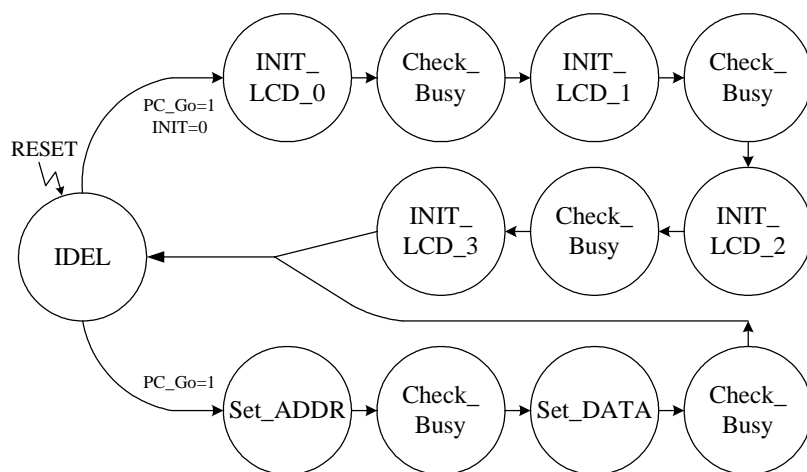 INIT_
LCD_0
Check_
Busy
INIT_
LCD_1
Check_
Busy
PC_Go=1
INIT=0
RESET
IDEL
INIT_
LCD_3
Check_
Busy
INIT_
LCD_2
PC_Go=1
Set_ADDR
Check_
Busy
Set_DATA
Check_
Busy